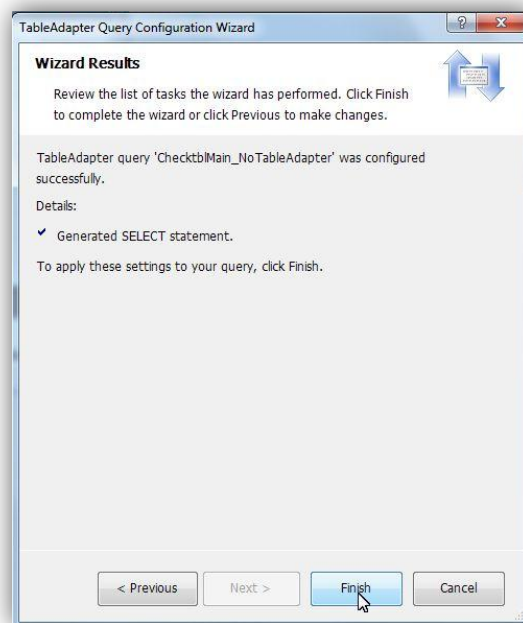 TableAdapter Query Configuration Wizard
Wizard Results
Review the list of tasks the wizard has performed. Click Finish
to complete the wizard or click Previous to make changes.
TableAdapter query 'ChecktblMain_NoTableAdapter' was configured
successfully.
Details:
Generated SELECT statement.
To apply these settings to your query, click Finish.
< Previous
Next >
Finish
Cancel